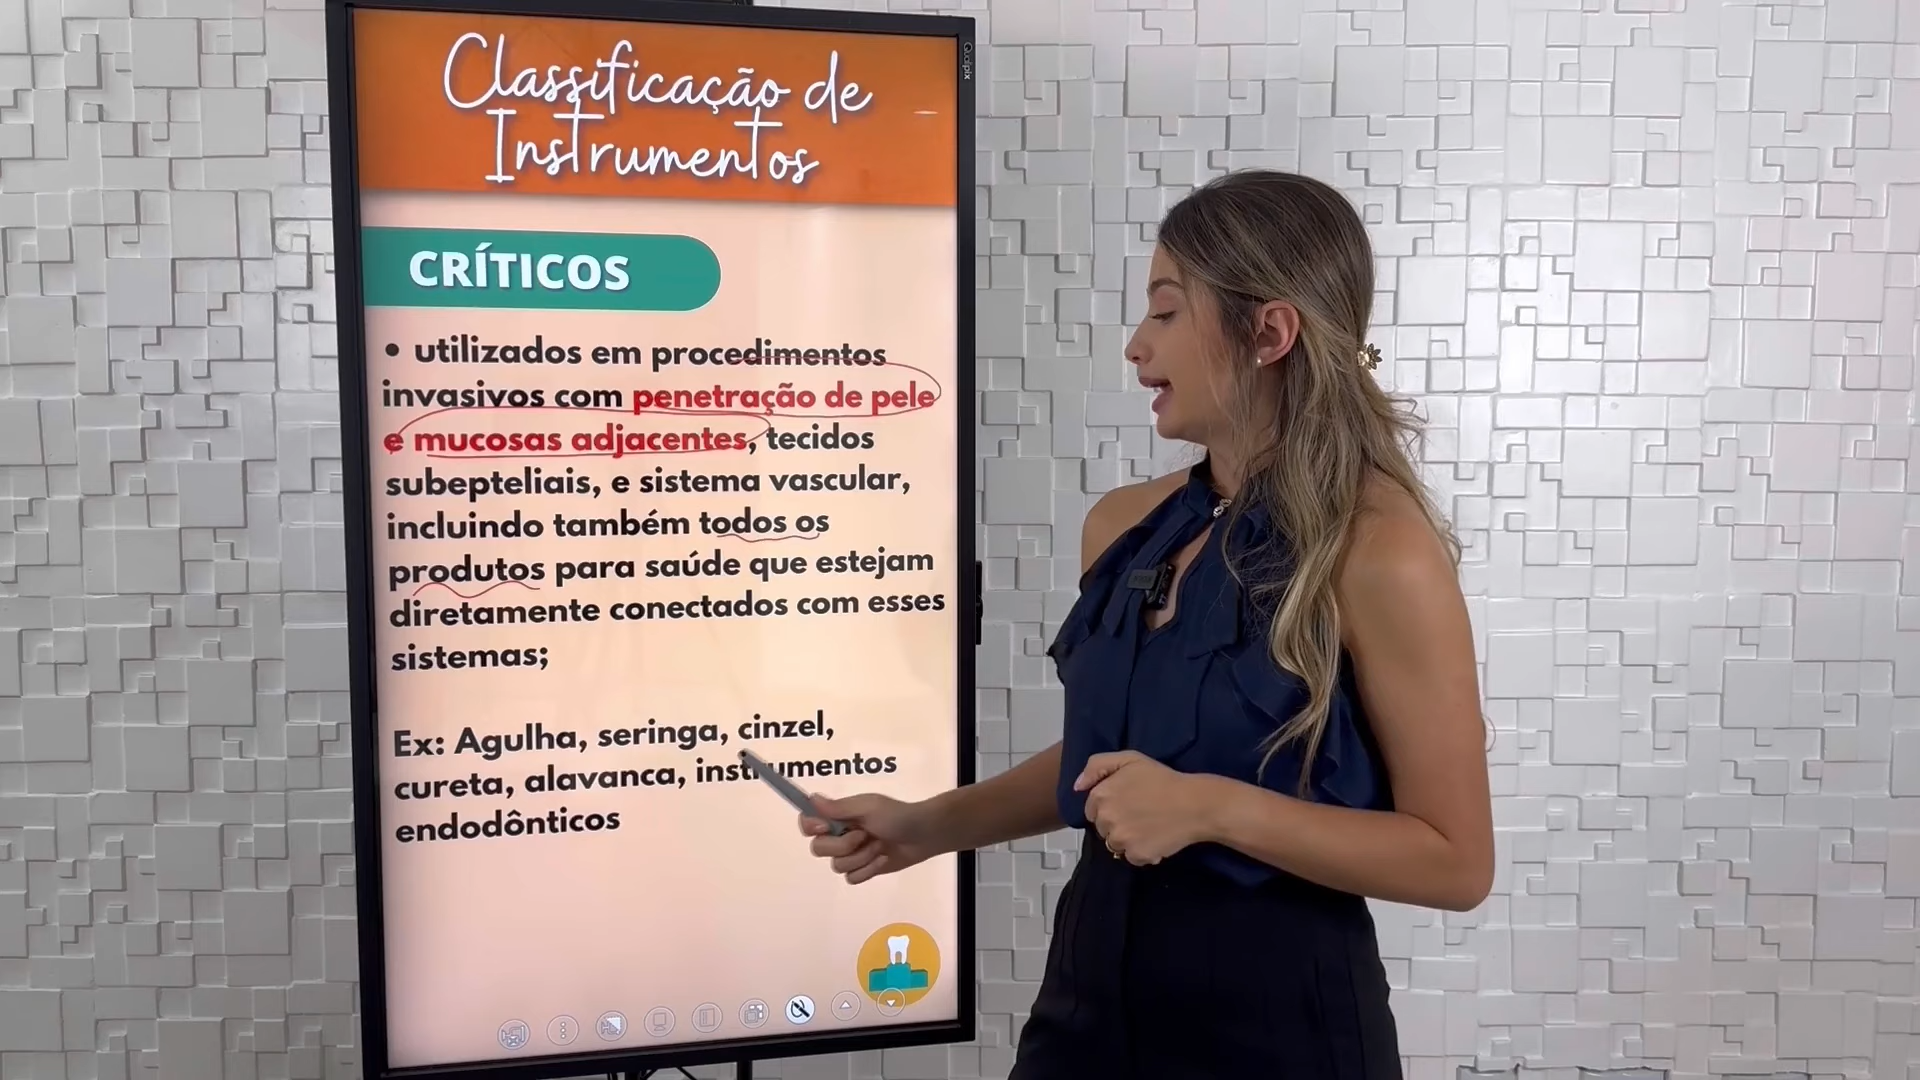 Classificação de
Instrumentos
Qualpix
CRÍTICOS
• utilizados em procedimentos
invasivos com penetração de pele
e mucosas adjacentes, tecidos
subepteliais, e sistema vascular,
incluindo também todos os
produtos para saúde que estejam
diretamente conectados com esses
sistemas;
Ex: Agulha, seringa, cinzel,
cureta, alavanca, instrumentos
endodônticos